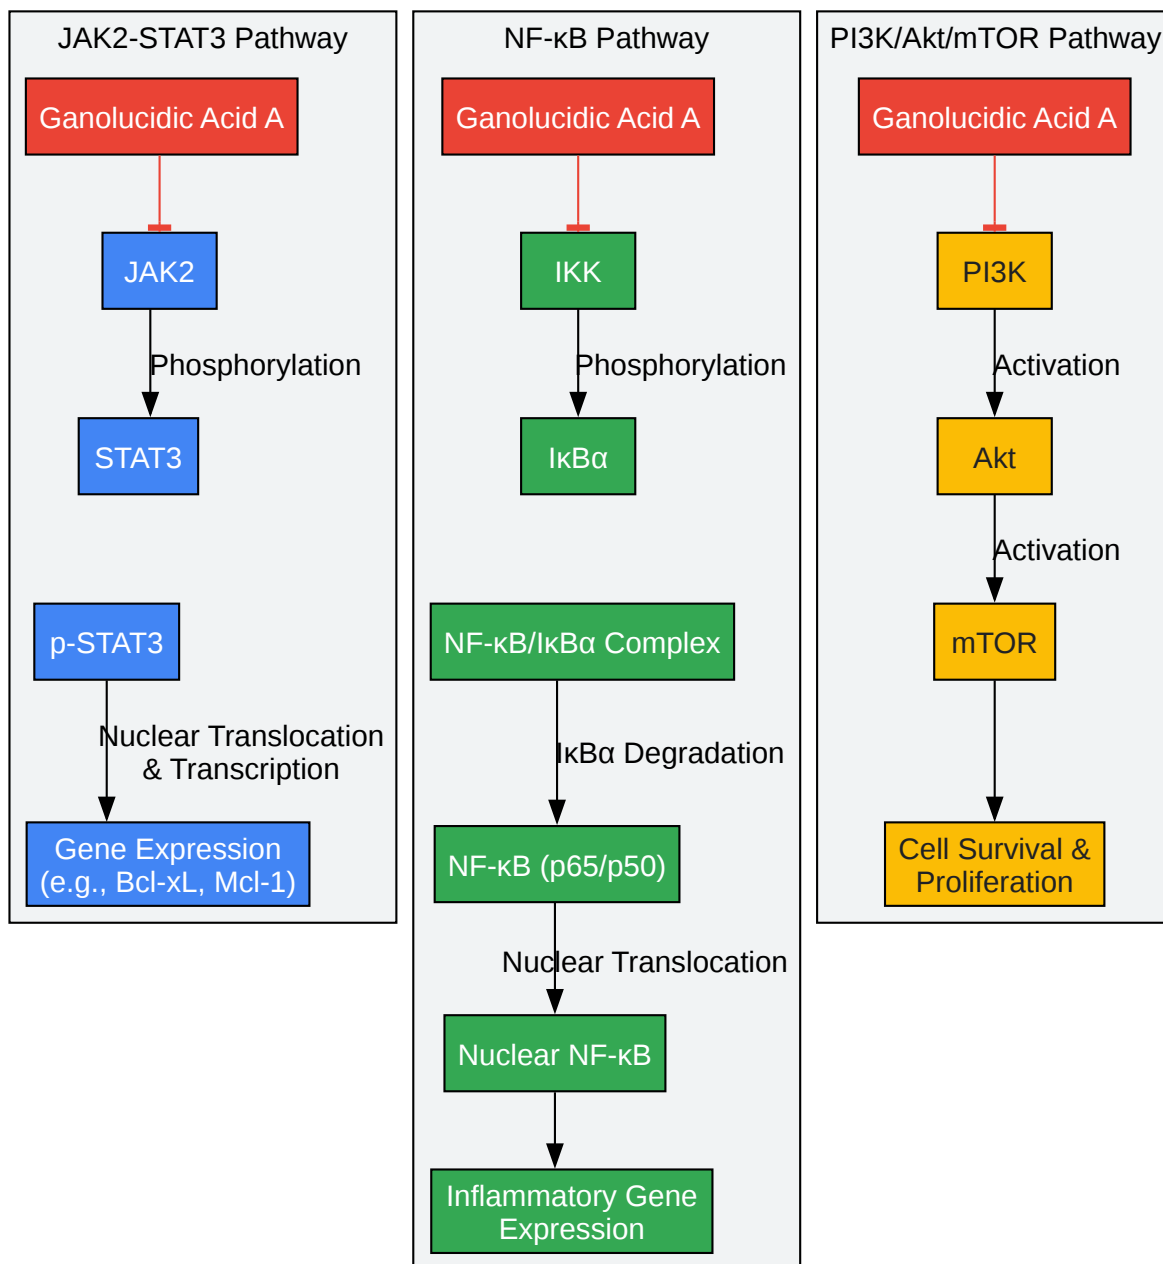 JAK2-STAT3 Pathway
Ganolucidic Acid A
JAK2
Phosphorylation
STAT3
p-STAT3
Nuclear Translocation
& Transcription
Gene Expression
(e.g., Bcl-xL, Mcl-1)
NF-κB Pathway
Ganolucidic Acid A
IKK
Phosphorylation
IκBα
NF-κB/IκBα Complex
IκBα Degradation
NF-κB (p65/p50)
Nuclear Translocation
Nuclear NF-κB
Inflammatory Gene
Expression
PI3K/Akt/mTOR Pathway
Ganolucidic Acid A
PI3K
Activation
Akt
Activation
mTOR
Cell Survival &
Proliferation